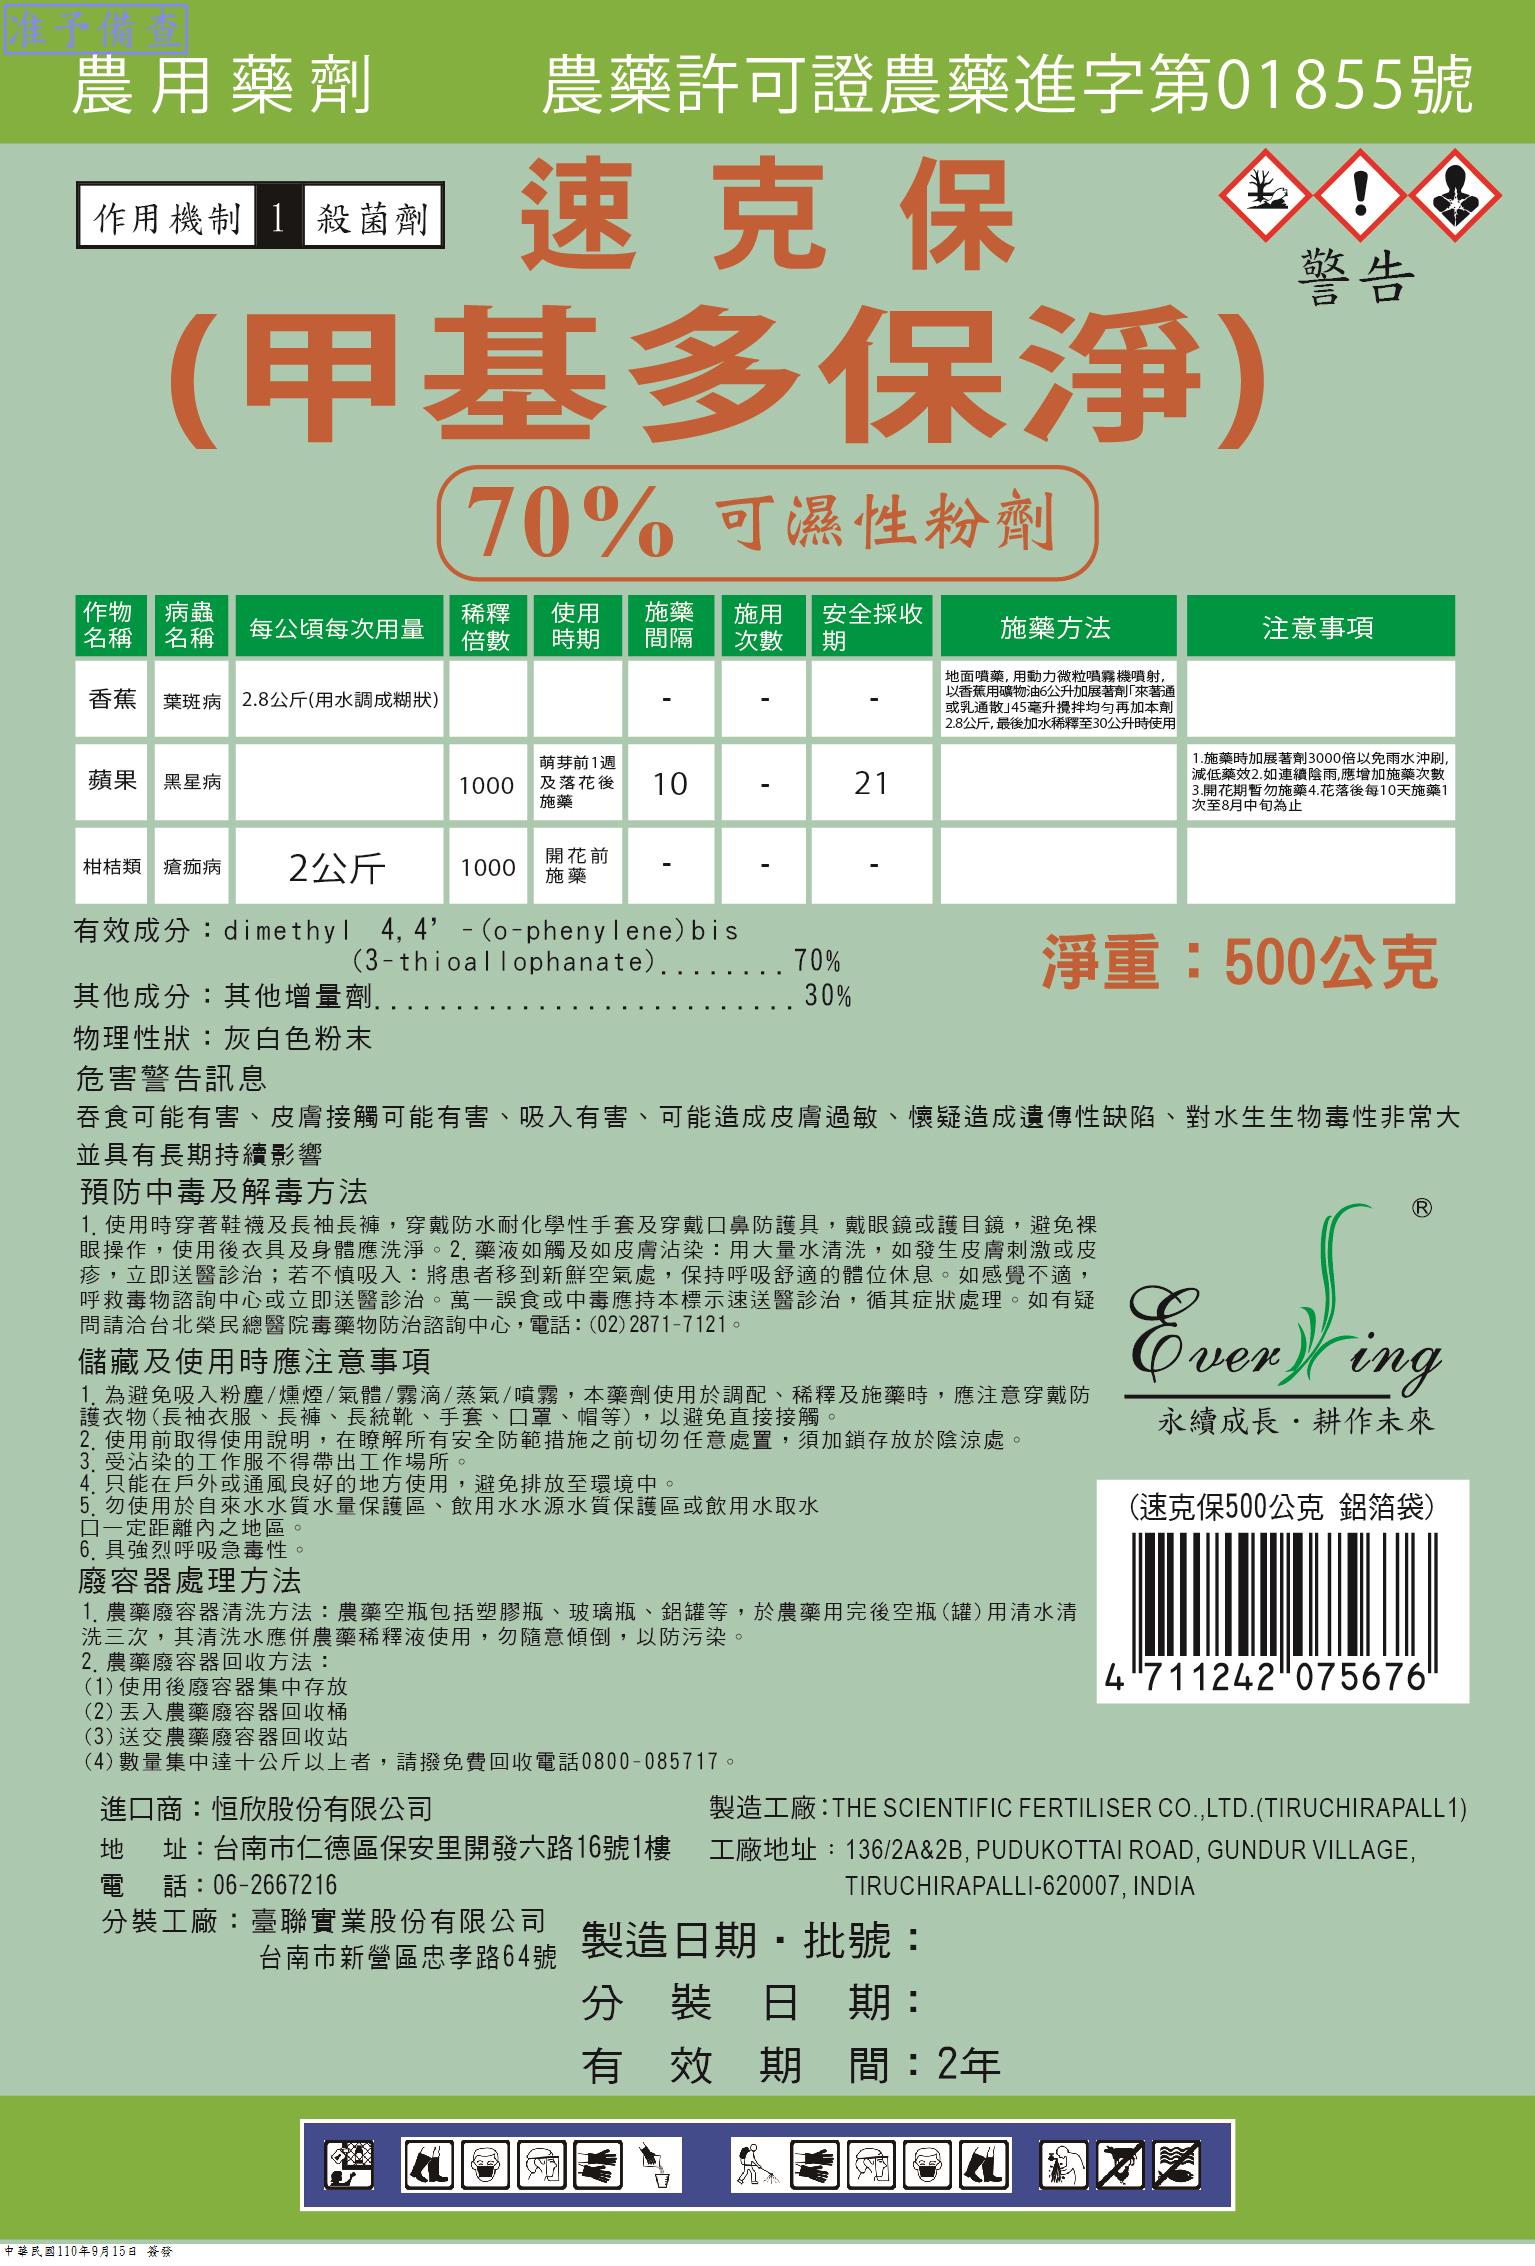 准予備查
農用藥劑 農藥許可證農藥進字第01855號
作用機制 1 殺菌劑
速克保
警告
(甲基多保淨)
70% 可濕性粉劑
作物名稱 病蟲名稱 每公頃每次用量 稀釋倍數 使用時期 施藥間隔 施用次數 安全採收期 施藥方法 注意事項
香蕉 葉斑病 2.8公斤(用水調成糊狀) - - -
地面噴藥, 用動力微粒噴霧機噴射,
以香蕉用礦物油6公升加展著劑「來著通
或乳通散」45毫升攪拌均勻再加本劑
2.8公斤, 最後加水稀釋至30公升時使用
蘋果 黑星病 1000
萌芽前1週
及落花後
施藥
10 - 21
1.施藥時加展著劑3000倍以免雨水沖刷,
減低藥效2.如連續陰雨,應增加施藥次數
3.開花期暫勿施藥4.花落後每10天施藥1
次至8月中旬為止
柑桔類 瘡痂病 2公斤 1000
開花前
施藥
- - -
有效成分：dimethyl 4,4’-(o-phenylene)bis
(3-thioallophanate)........70%
淨重：500公克
其他成分：其他增量劑..........................30%
物理性狀：灰白色粉末
危害警告訊息
吞食可能有害、皮膚接觸可能有害、吸入有害、可能造成皮膚過敏、懷疑造成遺傳性缺陷、對水生生物毒性非常大
並具有長期持續影響
預防中毒及解毒方法
1. 使用時穿著鞋襪及長袖長褲，穿戴防水耐化學性手套及穿戴口鼻防護具，戴眼鏡或護目鏡，避免裸
眼操作，使用後衣具及身體應洗淨。2. 藥液如觸及如皮膚沾染：用大量水清洗，如發生皮膚刺激或皮
疹，立即送醫診治；若不慎吸入：將患者移到新鮮空氣處，保持呼吸舒適的體位休息。如感覺不適，
呼救毒物諮詢中心或立即送醫診治。萬一誤食或中毒應持本標示速送醫診治，循其症狀處理。如有疑
問請洽台北榮民總醫院毒藥物防治諮詢中心，電話：(02)2871-7121。
儲藏及使用時應注意事項
1. 為避免吸入粉塵/燻煙/氣體/霧滴/蒸氣/噴霧，本藥劑使用於調配、稀釋及施藥時，應注意穿戴防
護衣物(長袖衣服、長褲、長統靴、手套、口罩、帽等)，以避免直接接觸。
2. 使用前取得使用說明，在瞭解所有安全防範措施之前切勿任意處置，須加鎖存放於陰涼處。
3. 受沾染的工作服不得帶出工作場所。
4. 只能在戶外或通風良好的地方使用，避免排放至環境中。
5. 勿使用於自來水水質水量保護區、飲用水水源水質保護區或飲用水取水
口一定距離內之地區。
6. 具強烈呼吸急毒性。
Ever ing ®
永續成長·耕作未來
廢容器處理方法
1. 農藥廢容器清洗方法：農藥空瓶包括塑膠瓶、玻璃瓶、鋁罐等，於農藥用完後空瓶(罐)用清水清
洗三次，其清洗水應併農藥稀釋液使用，勿隨意傾倒，以防污染。
2. 農藥廢容器回收方法：
(1)使用後廢容器集中存放
(2)丟入農藥廢容器回收桶
(3)送交農藥廢容器回收站
(4)數量集中達十公斤以上者，請撥免費回收電話0800-085717。
(速克保500公克 鋁箔袋)
4 711242 075676
進口商：恒欣股份有限公司
地 址：台南市仁德區保安里開發六路16號1樓
電 話：06-2667216
分裝工廠：臺聯實業股份有限公司
台南市新營區忠孝路64號
製造工廠：THE SCIENTIFIC FERTILISER CO.,LTD.(TIRUCHIRAPALL1)
工廠地址：136/2A&2B, PUDUKOTTAI ROAD, GUNDUR VILLAGE,
TIRUCHIRAPALLI-620007, INDIA
製造日期·批號：
分裝日期：
有效期間：2年
中華民國110年9月15日 簽發